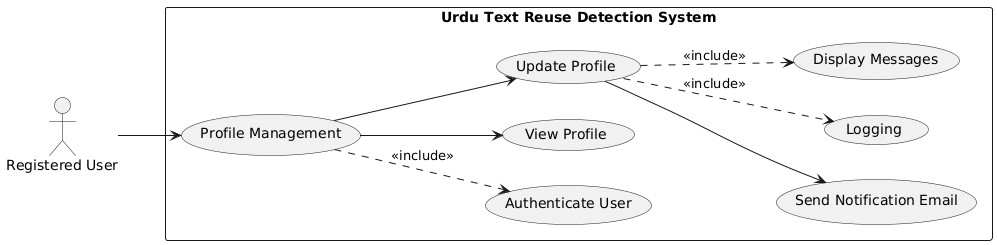 Urdu Text Reuse Detection System
Update Profile
«include»
Display Messages
«include»
Logging
Registered User
Profile Management
View Profile
«include»
Authenticate User
Send Notification Email